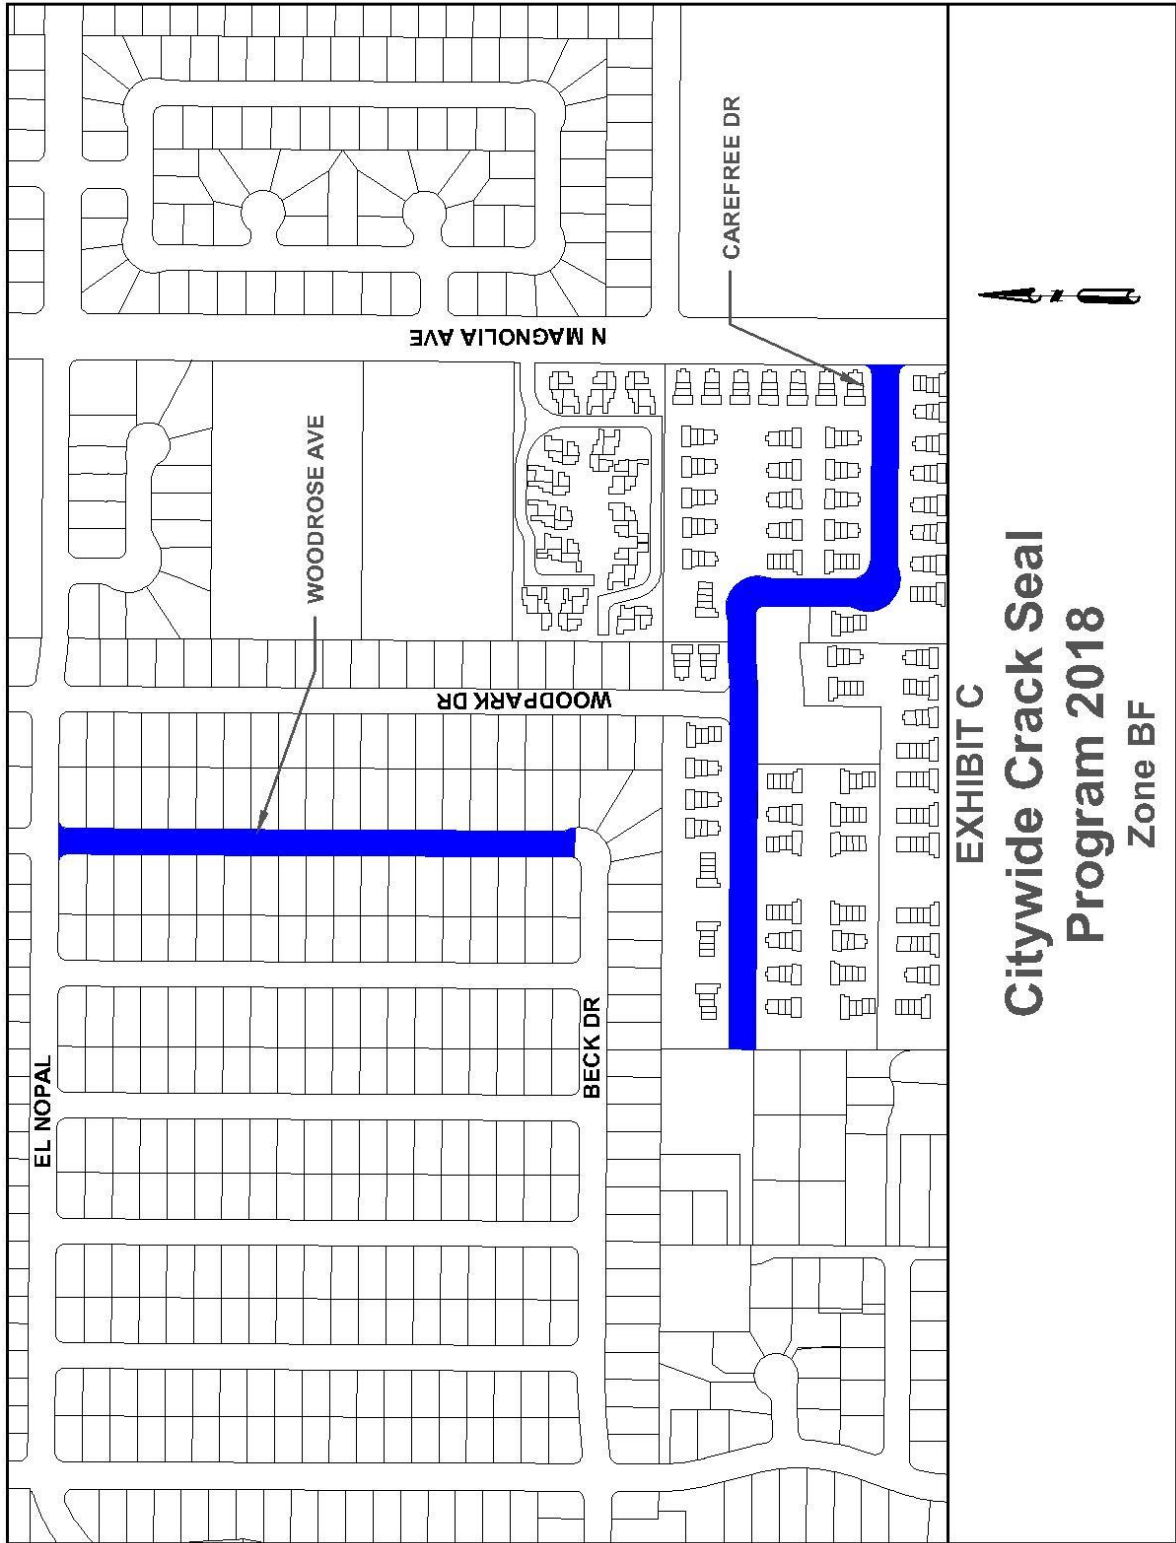 CAREFREE DR
N MAGNOLIA AVE
WOODROSE AVE
WOODPARK DR
BECK DR
EL NOPAL
EXHIBIT C
Citywide Crack Seal
Program 2018
Zone BF